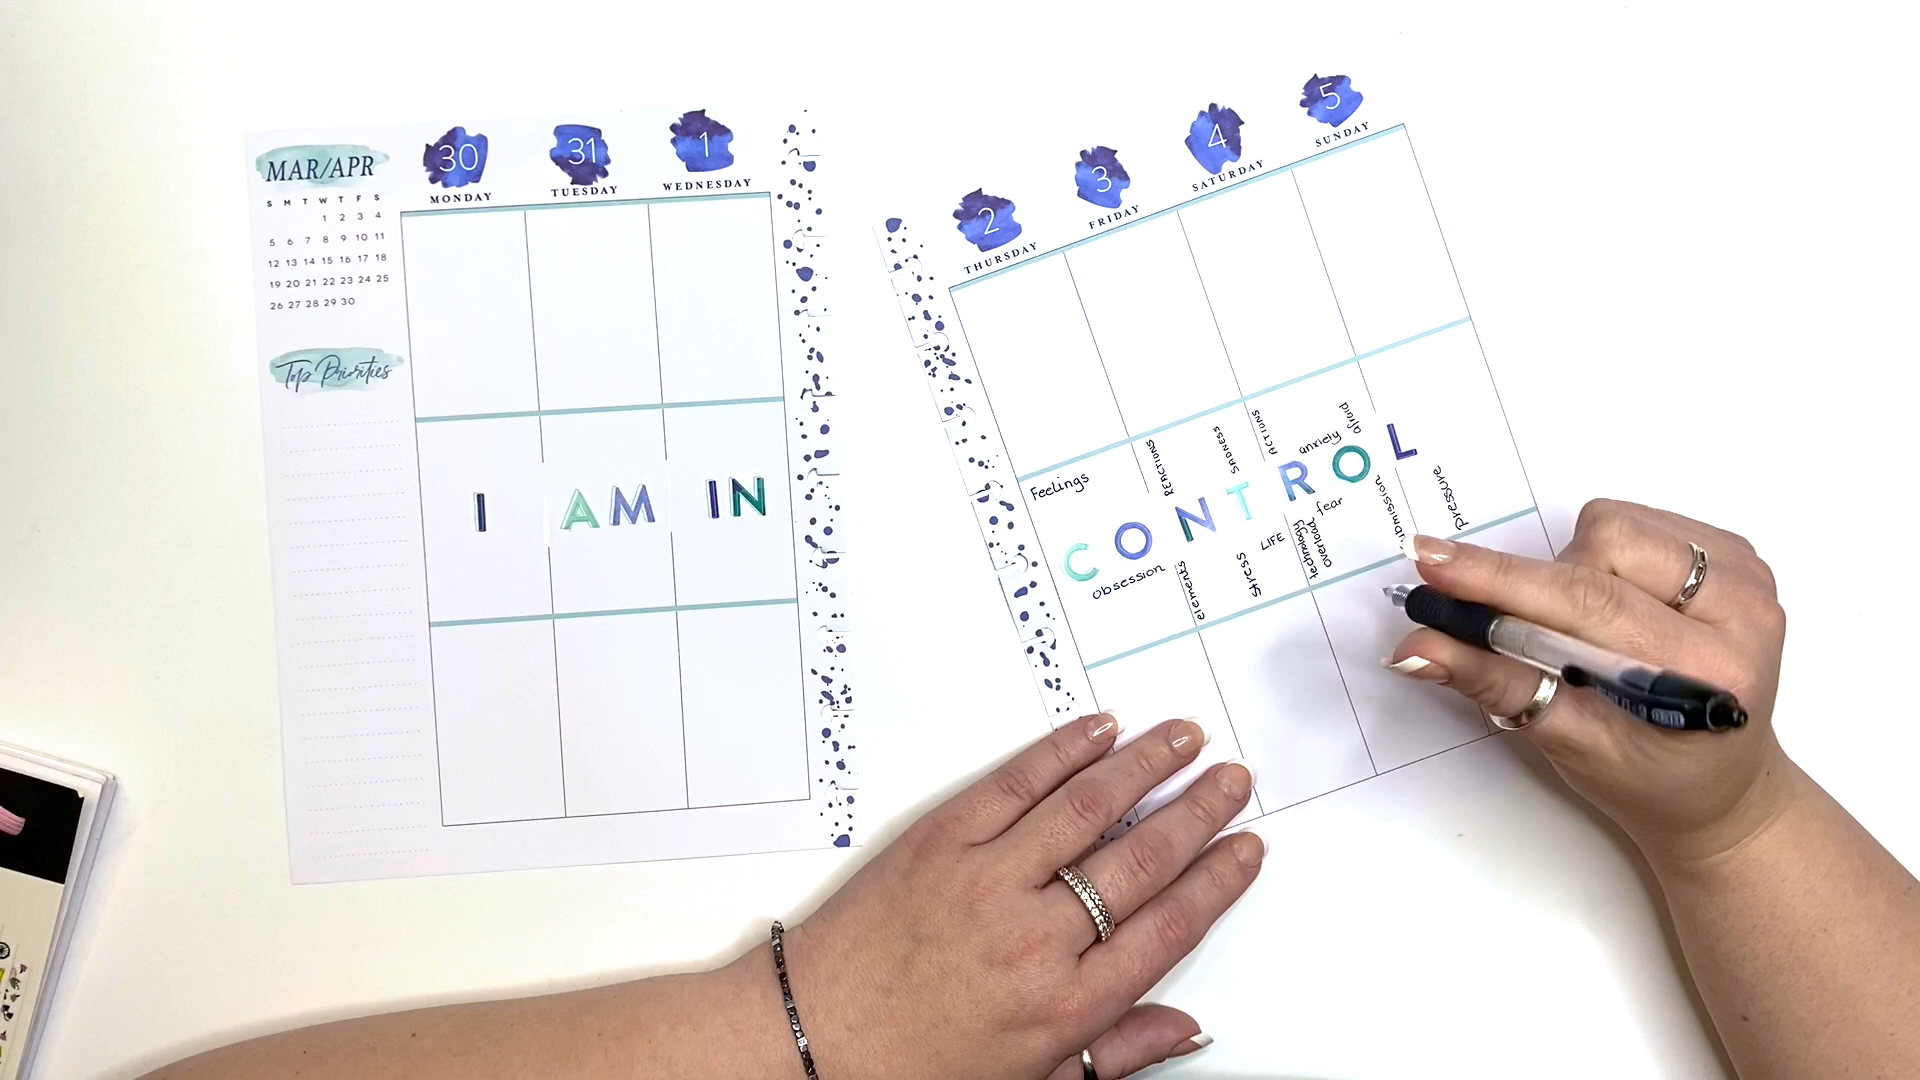 MAR/APR
S M T W T F S
1 2 3 4
5 6 7 8 9 10 11
12 13 14 15 16 17 18
19 20 21 22 23 24 25
26 27 28 29 30
Top Priorities
30
MONDAY
31
TUESDAY
1
WEDNESDAY
I AM IN
2
THURSDAY
3
FRIDAY
4
SATURDAY
5
SUNDAY
Feelings
REACTIONS
SADNESS
ACTIONS
anxiety
afraid
CONTROL
obsession
elements
Stress
LIFE
technology
overload
fear
submission
pressure